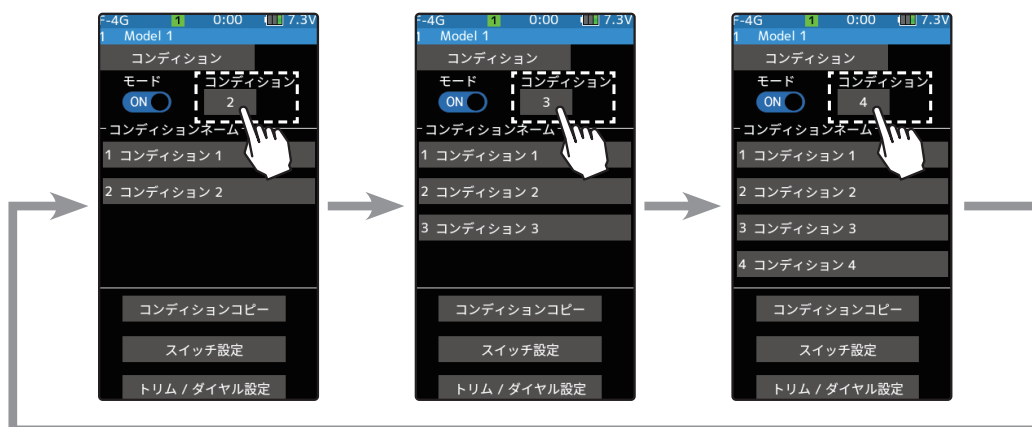 F-4G 1 0:00 7.3V
1 Model 1
コンディション
モード コンディション
ON 2
コンディションネーム
1 コンディション 1
2 コンディション 2
コンディションコピー
スイッチ設定
トリム / ダイヤル設定
F-4G 1 0:00 7.3V
1 Model 1
コンディション
モード コンディション
ON 3
コンディションネーム
1 コンディション 1
2 コンディション 2
3 コンディション 3
コンディションコピー
スイッチ設定
トリム / ダイヤル設定
F-4G 1 0:00 7.3V
1 Model 1
コンディション
モード コンディション
ON 4
コンディションネーム
1 コンディション 1
2 コンディション 2
3 コンディション 3
4 コンディション 4
コンディションコピー
スイッチ設定
トリム / ダイヤル設定